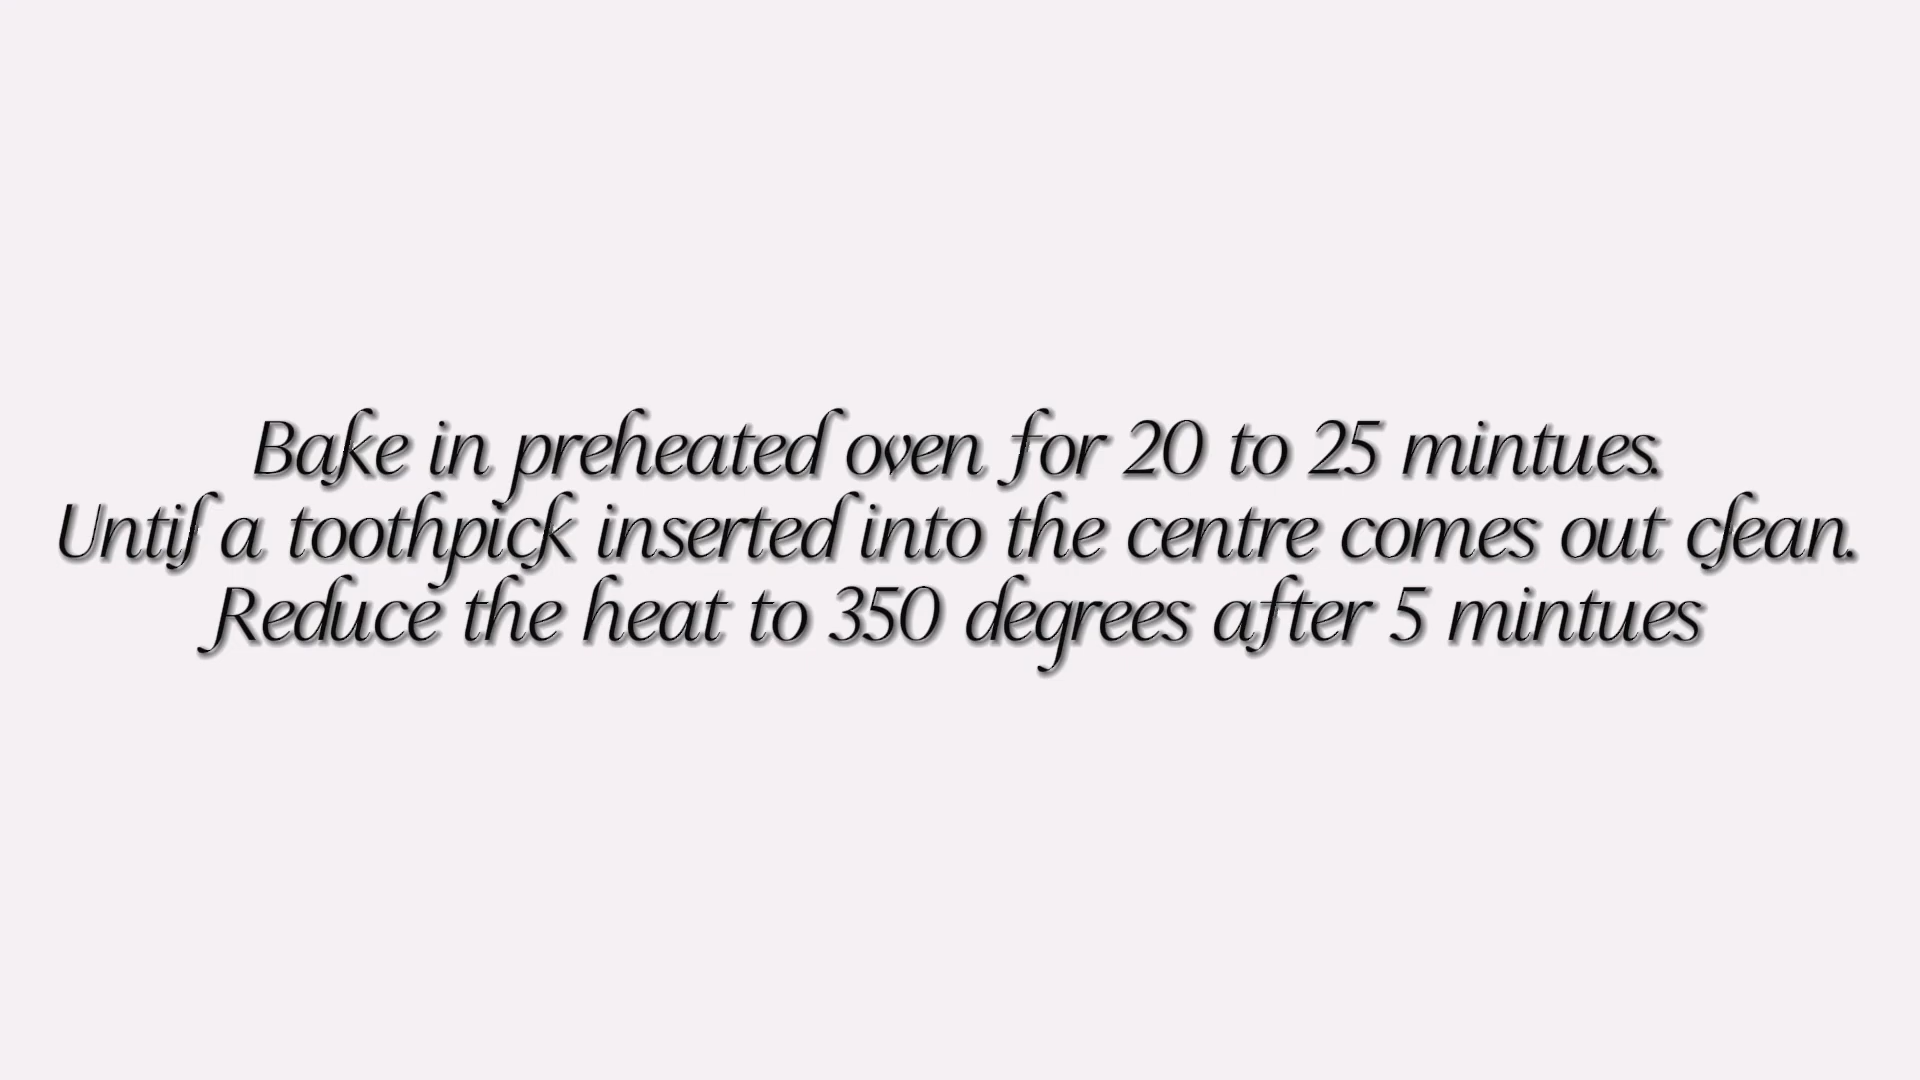 Bake in preheated oven for 20 to 25 mintues.
Until a toothpick inserted into the centre comes out clean.
Reduce the heat to 350 degrees after 5 mintues